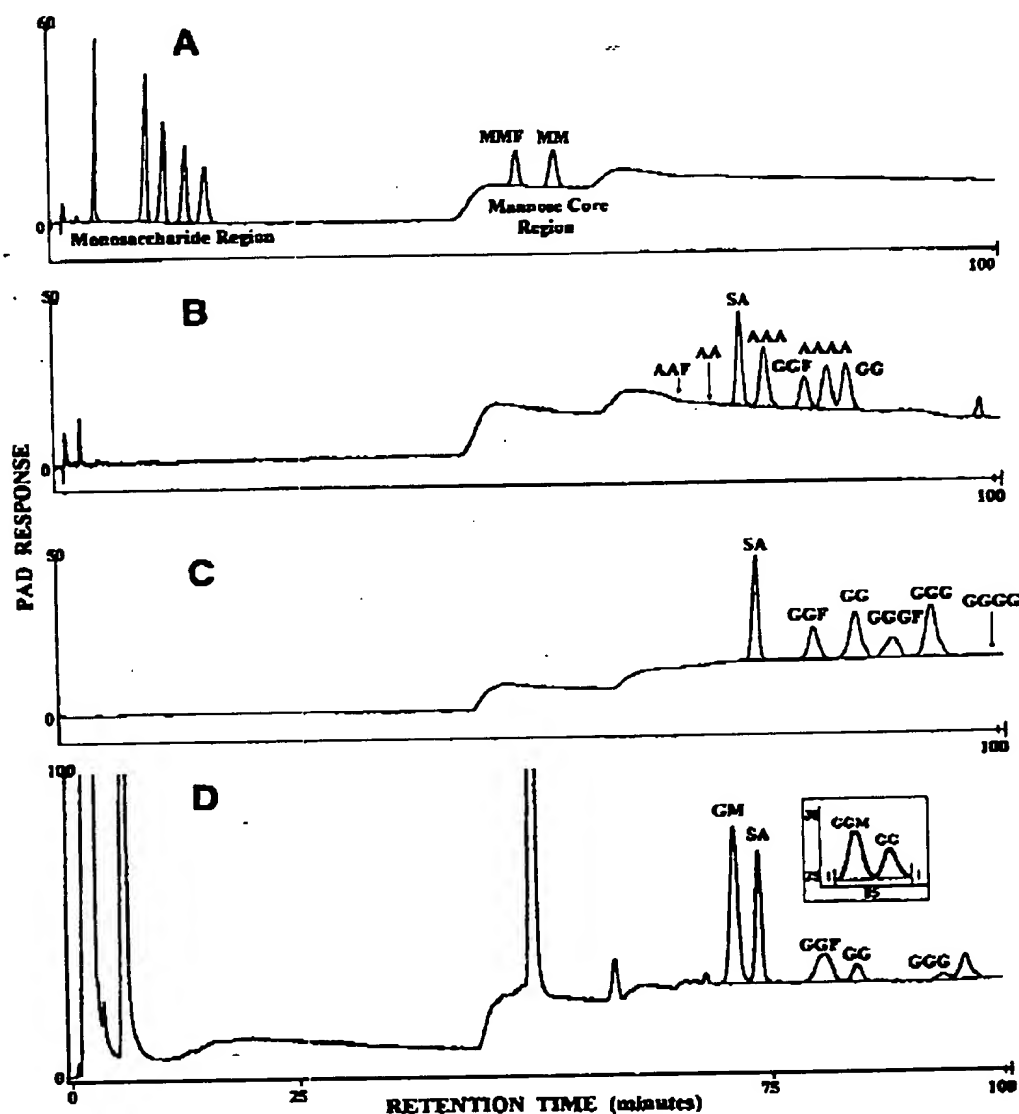 60
A
MMF MM
0
Monosaccharide Region
Mannose Core
Region
100
50
B
SA
AAA AAAA
AAF AA GGF GG
0
100
PAD RESPONSE
50
C
SA
GGF GG GGGF GGG GGGG
0
100
100
D
GM
SA
GGM
GG
85
GGF GG GGG
0
0 25 75 100
RETENTION TIME (minutes)